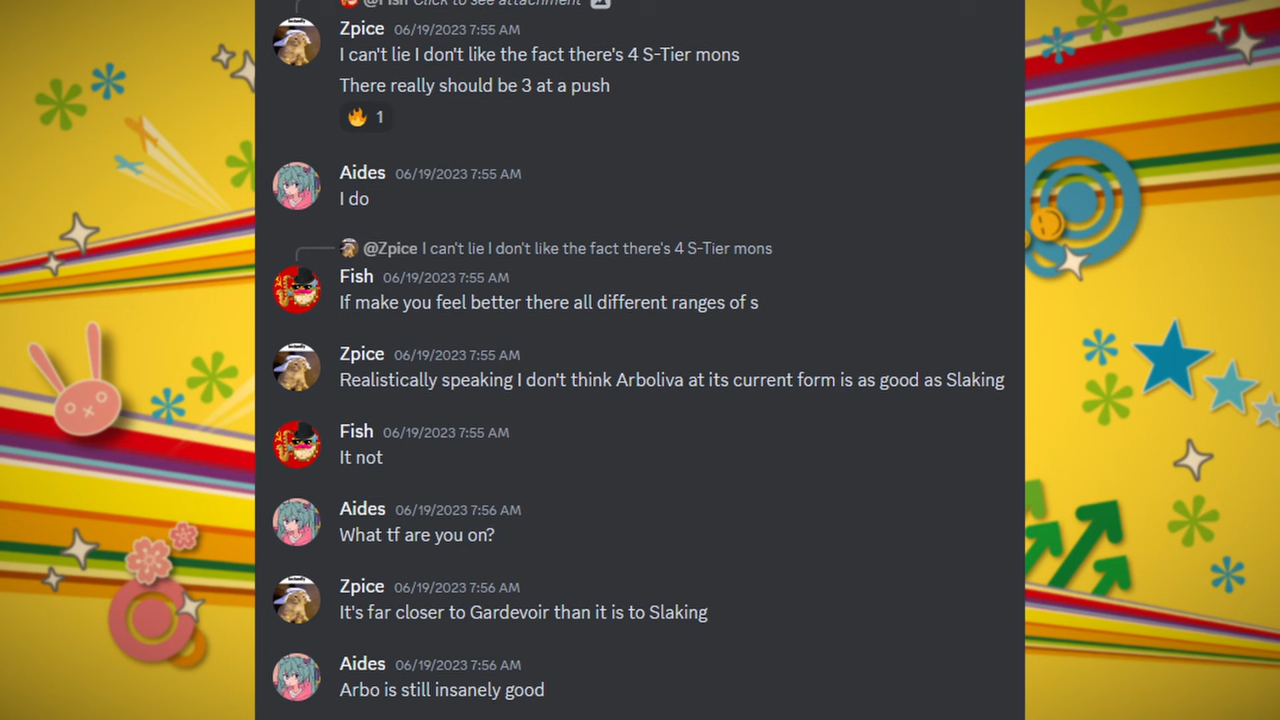 @Fish Click to see attachment
Zpice 06/19/2023 7:55 AM
I can't lie I don't like the fact there's 4 S-Tier mons
There really should be 3 at a push
🔥 1
Aides 06/19/2023 7:55 AM
I do
@Zpice I can't lie I don't like the fact there's 4 S-Tier mons
Fish 06/19/2023 7:55 AM
If make you feel better there all different ranges of s
Zpice 06/19/2023 7:55 AM
Realistically speaking I don't think Arboliva at its current form is as good as Slaking
Fish 06/19/2023 7:55 AM
It not
Aides 06/19/2023 7:56 AM
What tf are you on?
Zpice 06/19/2023 7:56 AM
It's far closer to Gardevoir than it is to Slaking
Aides 06/19/2023 7:56 AM
Arbo is still insanely good